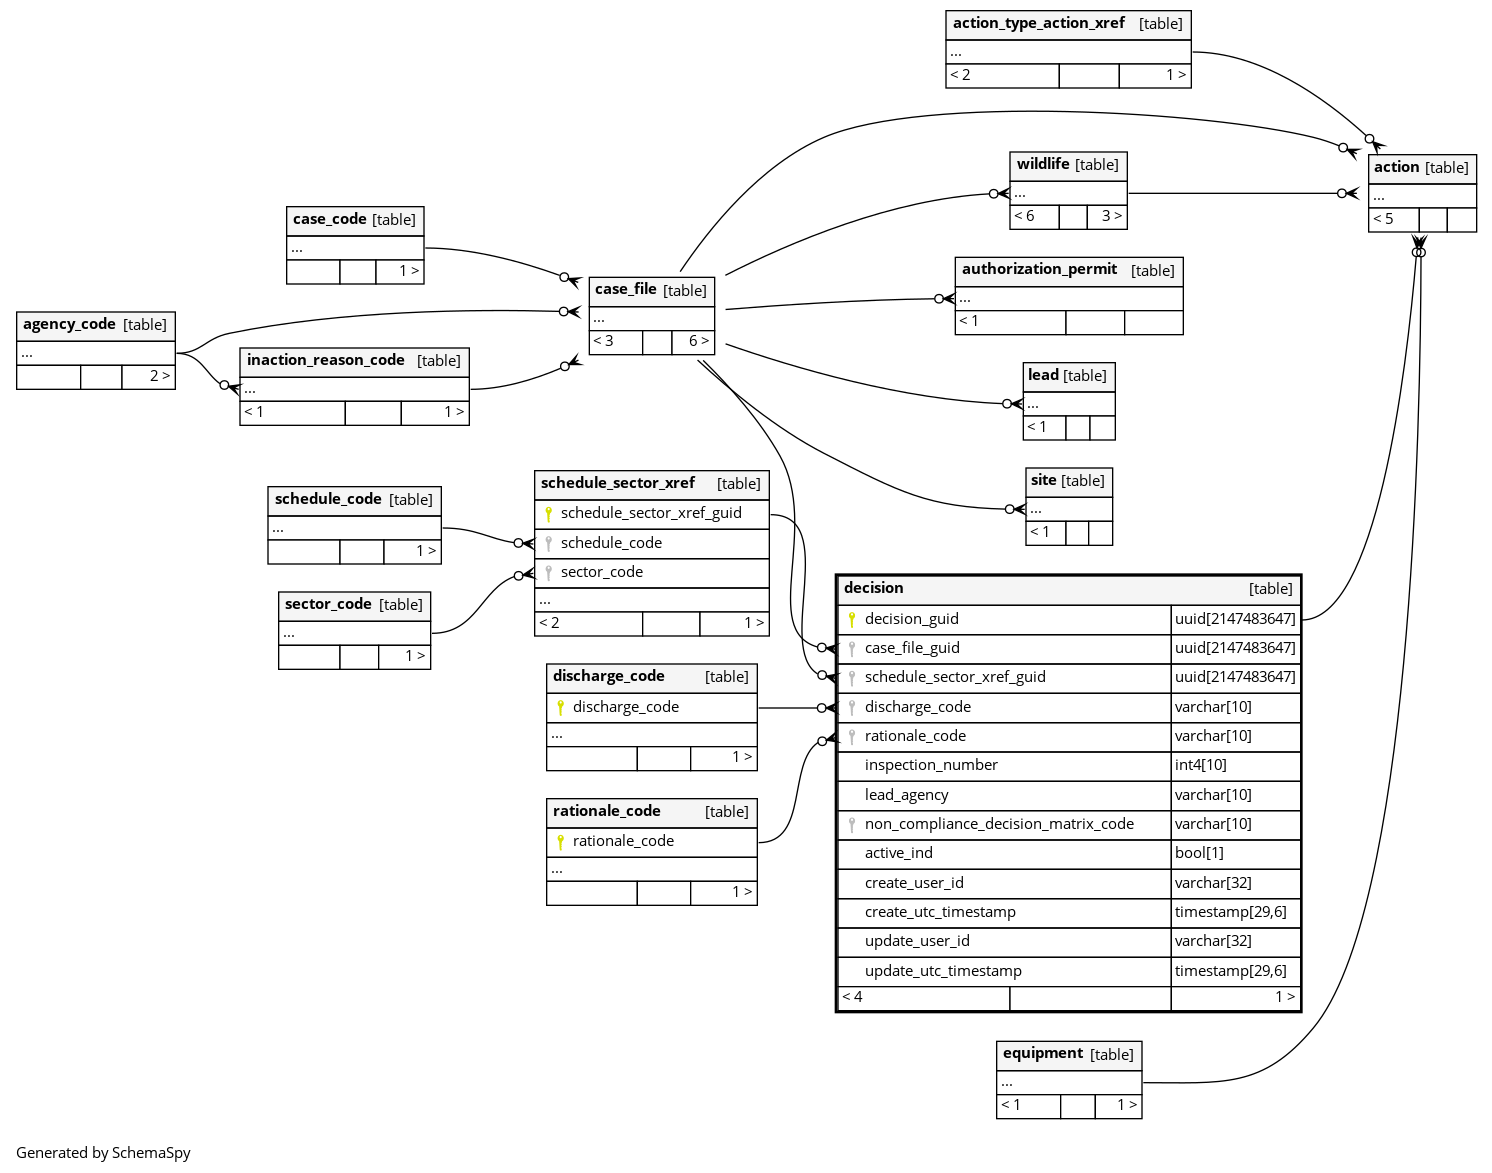 action_type_action_xref [table]
...
< 2 1 >
action [table]
...
< 5
wildlife [table]
...
< 6 3 >
case_code [table]
...
1 >
authorization_permit [table]
...
< 1
case_file [table]
...
< 3 6 >
agency_code [table]
...
2 >
inaction_reason_code [table]
...
< 1 1 >
lead [table]
...
< 1
site [table]
...
< 1
schedule_sector_xref [table]
schedule_sector_xref_guid
schedule_code
sector_code
...
< 2 1 >
schedule_code [table]
...
1 >
sector_code [table]
...
1 >
decision [table]
decision_guid uuid[2147483647]
case_file_guid uuid[2147483647]
schedule_sector_xref_guid uuid[2147483647]
discharge_code varchar[10]
rationale_code varchar[10]
inspection_number int4[10]
lead_agency varchar[10]
non_compliance_decision_matrix_code varchar[10]
active_ind bool[1]
create_user_id varchar[32]
create_utc_timestamp timestamp[29,6]
update_user_id varchar[32]
update_utc_timestamp timestamp[29,6]
< 4 1 >
discharge_code [table]
discharge_code
...
1 >
rationale_code [table]
rationale_code
...
1 >
equipment [table]
...
< 1 1 >
Generated by SchemaSpy